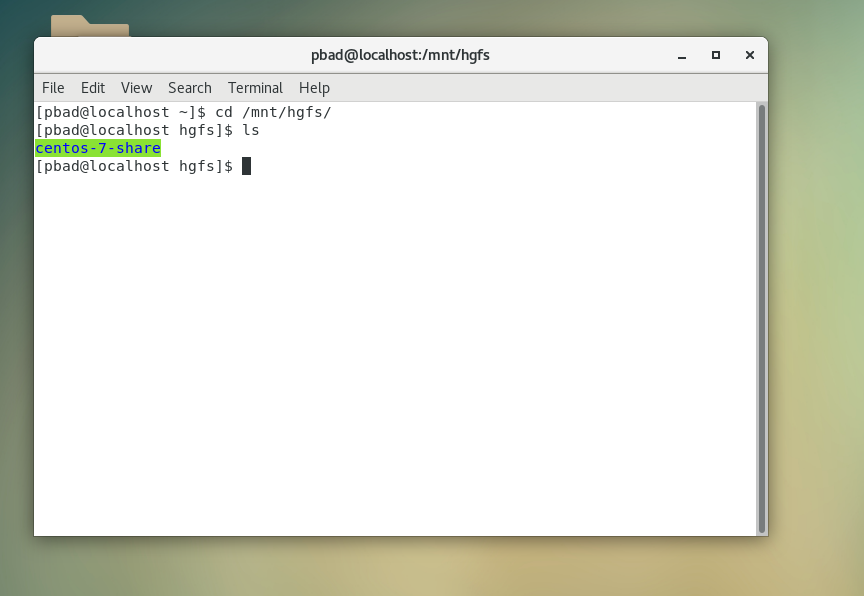 pbad@localhost:/mnt/hgfs
File Edit View Search Terminal Help
[pbad@localhost ~]$ cd /mnt/hgfs/
[pbad@localhost hgfs]$ ls
centos-7-share
[pbad@localhost hgfs]$